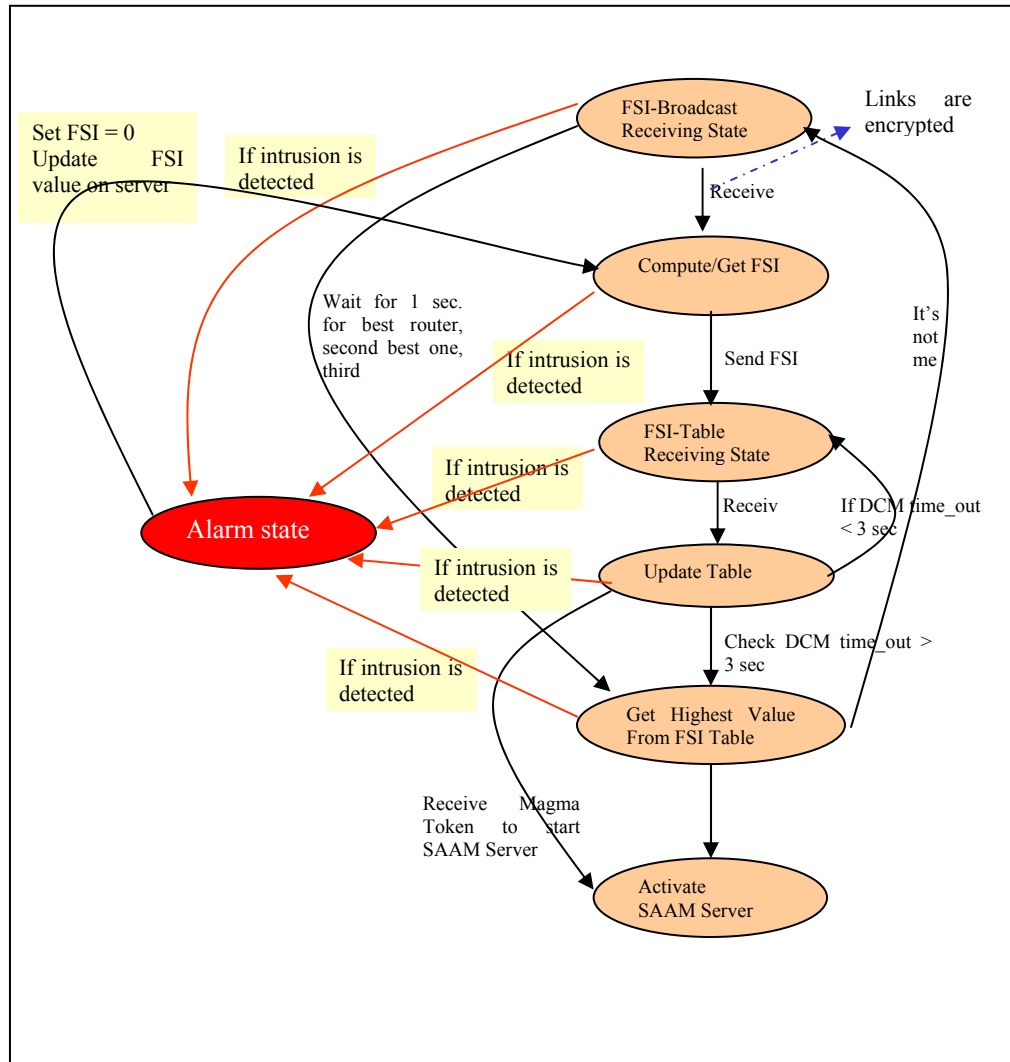 FSI-Broadcast
Receiving State
Links are
encrypted
Set FSI = 0
Update FSI
value on server
If intrusion is
detected
Receive
Compute/Get FSI
Wait for 1 sec.
for best router,
second best one,
third
It's
not
me
If intrusion is
detected
Send FSI
FSI-Table
Receiving State
If intrusion is
detected
Receiv
If DCM time_out
< 3 sec
Alarm state
If intrusion is
detected
Update Table
Check DCM time_out >
3 sec
If intrusion is
detected
Get Highest Value
From FSI Table
Receive Magma
Token to start
SAAM Server
Activate
SAAM Server